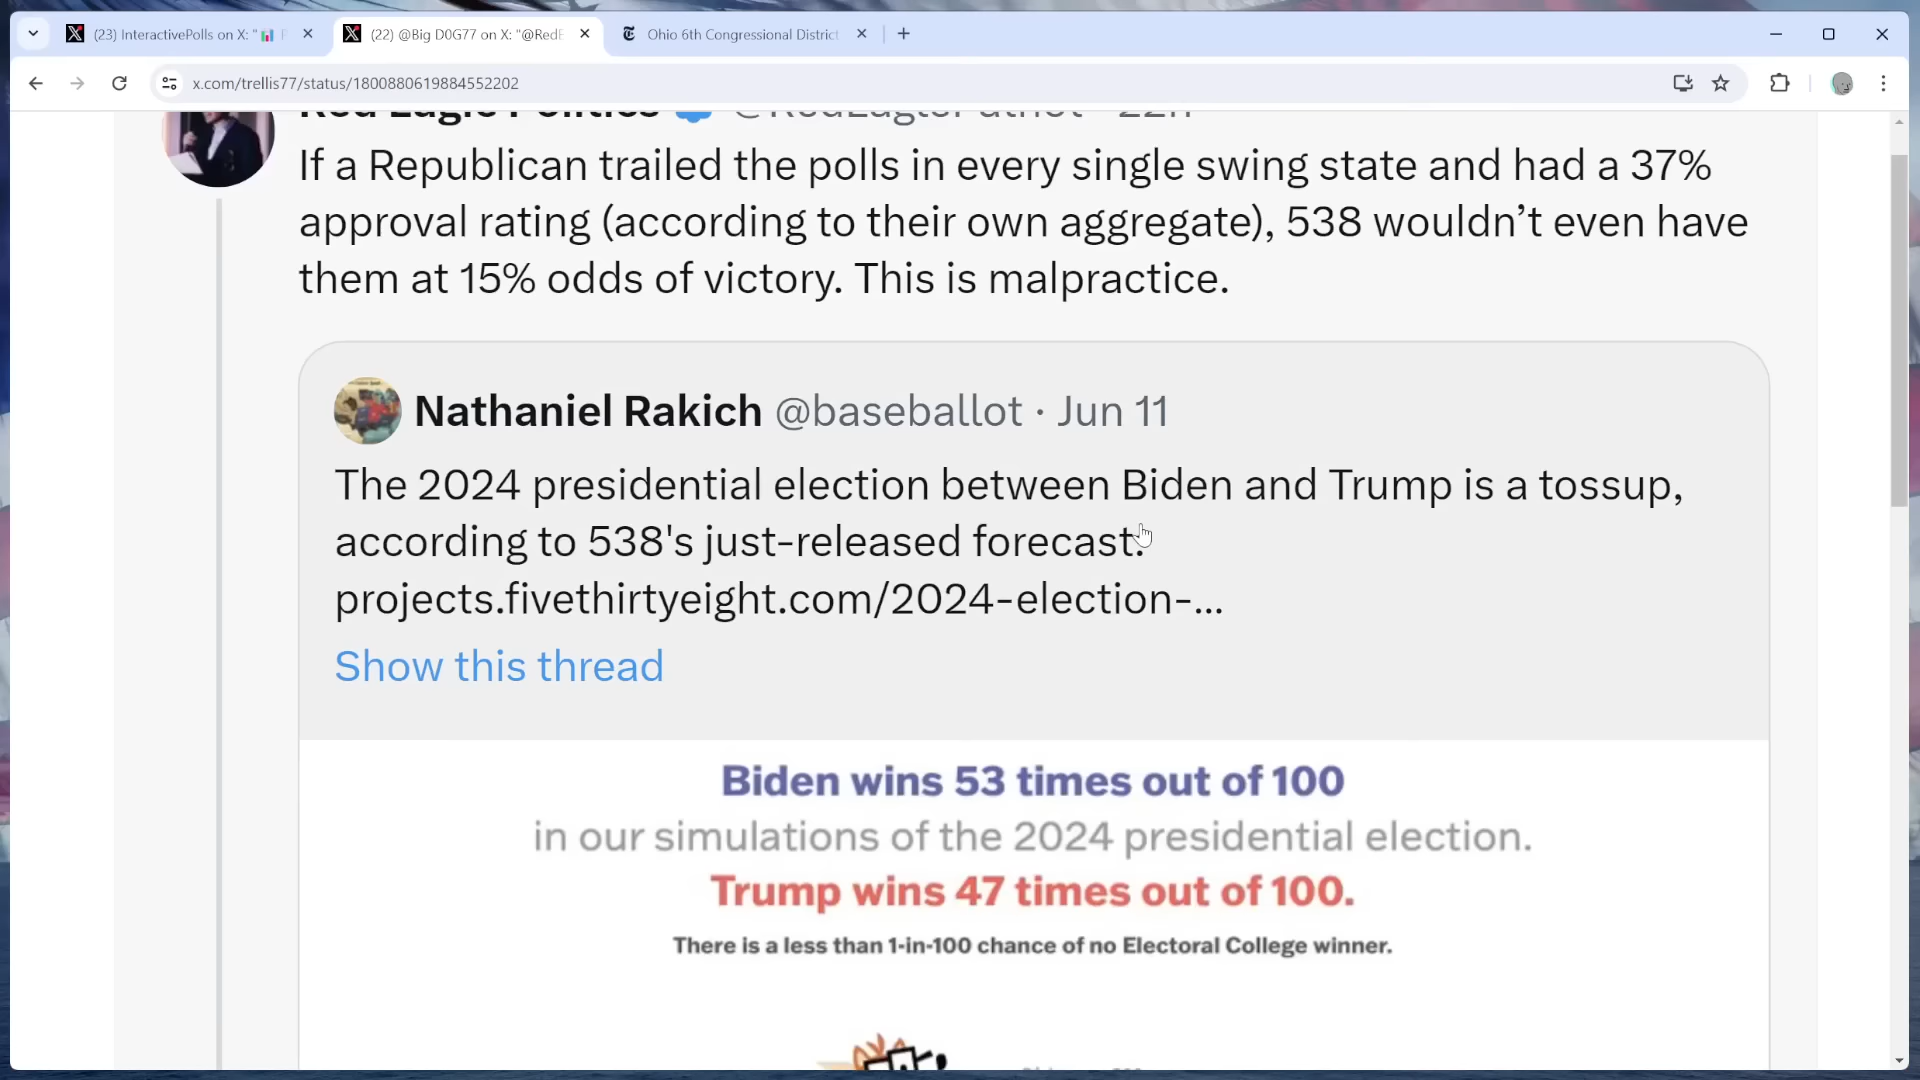 (23) InteractivePolls on X: "
(22) @Big D0G77 on X: "@RedE
Ohio 6th Congressional District
x.com/trellis77/status/1800880619884552202
Red Eagle Politics
If a Republican trailed the polls in every single swing state and had a 37%
approval rating (according to their own aggregate), 538 wouldn’t even have
them at 15% odds of victory. This is malpractice.
Nathaniel Rakich @baseballot · Jun 11
The 2024 presidential election between Biden and Trump is a tossup,
according to 538's just-released forecast:
projects.fivethirtyeight.com/2024-election-...
Show this thread
Biden wins 53 times out of 100
in our simulations of the 2024 presidential election.
Trump wins 47 times out of 100.
There is a less than 1-in-100 chance of no Electoral College winner.